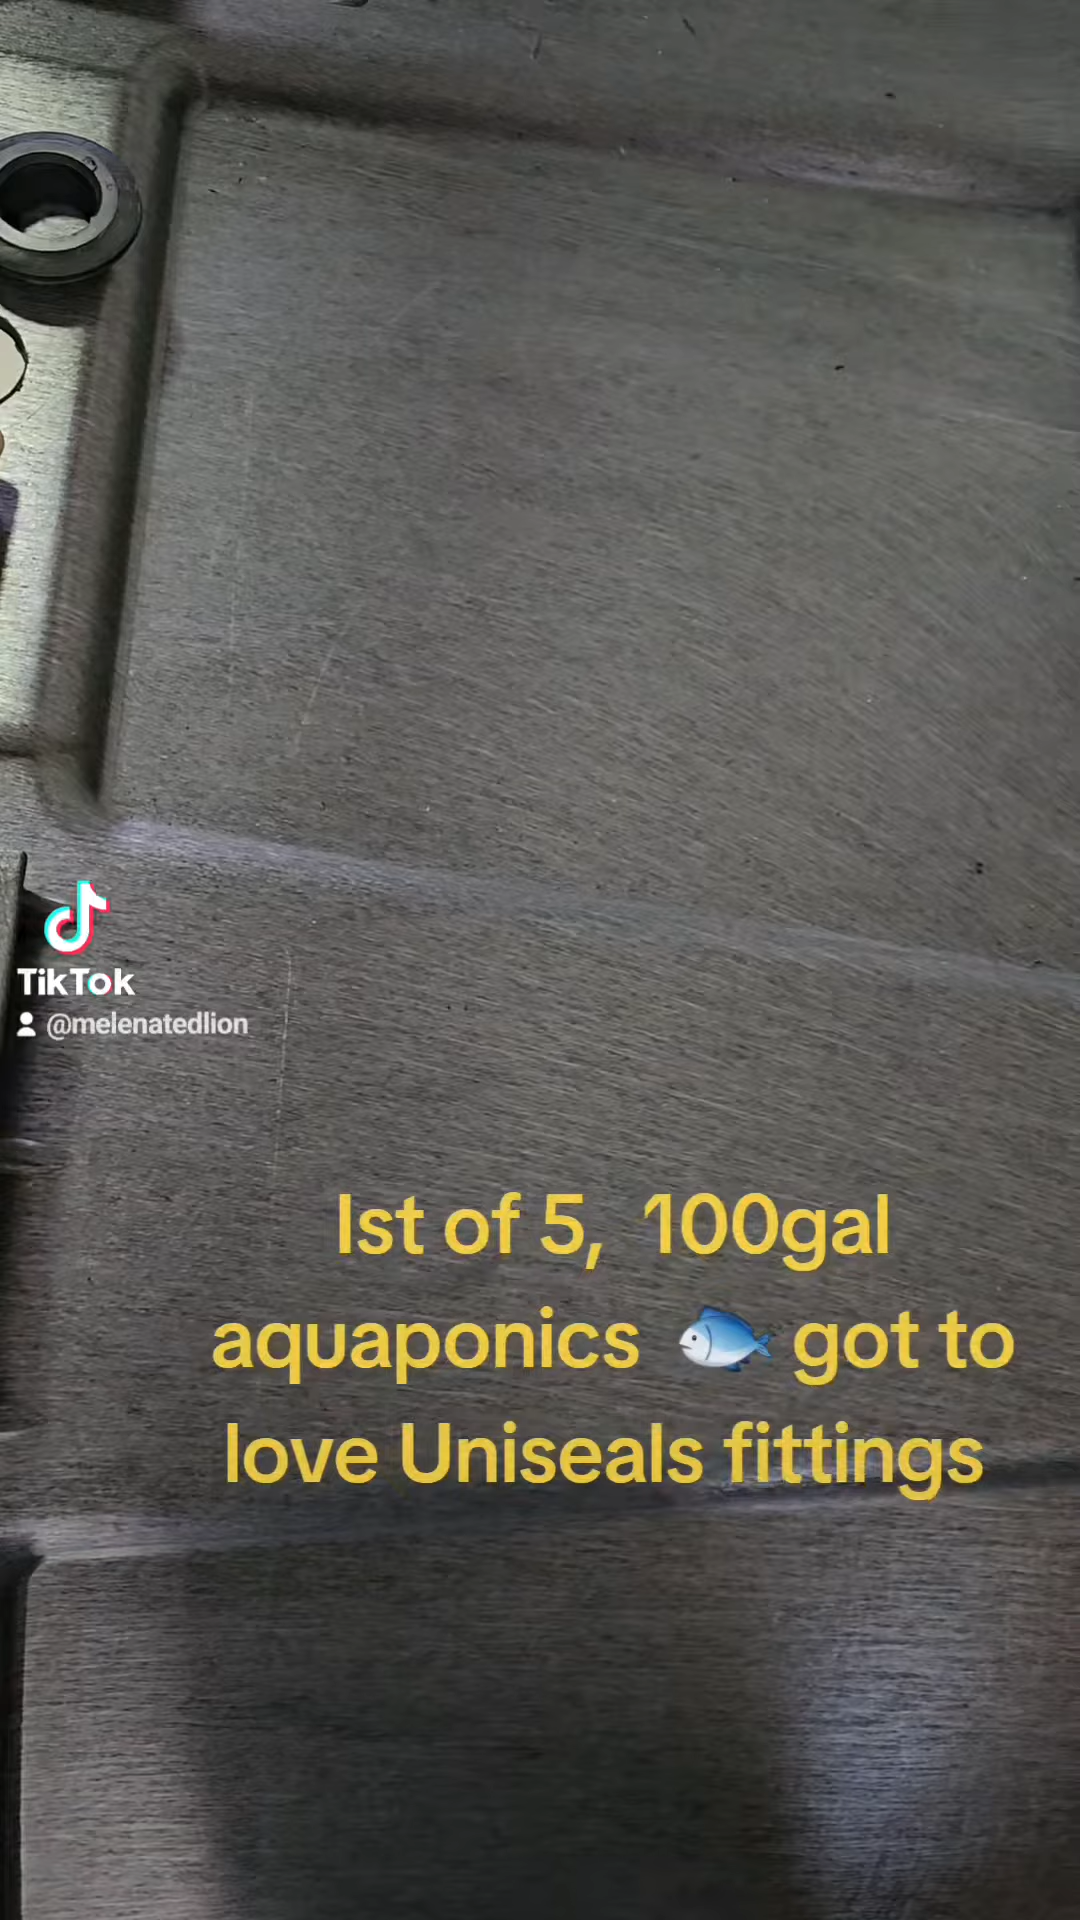 TikTok
@melenatedlion
Ist of 5, 100gal
aquaponics 🐟 got to
love Uniseals fittings